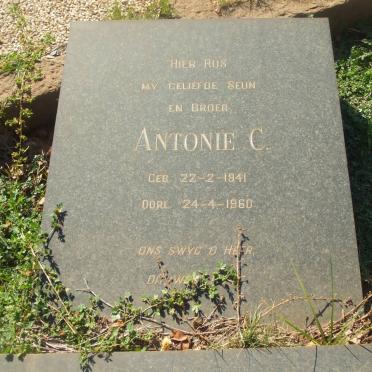 HIER RUS
MY GELIEFDE SEUN
EN BROER
ANTONIE C.
GEB. 22-2-1941
OORL. 24-4-1960
ONS SWYG O HEER